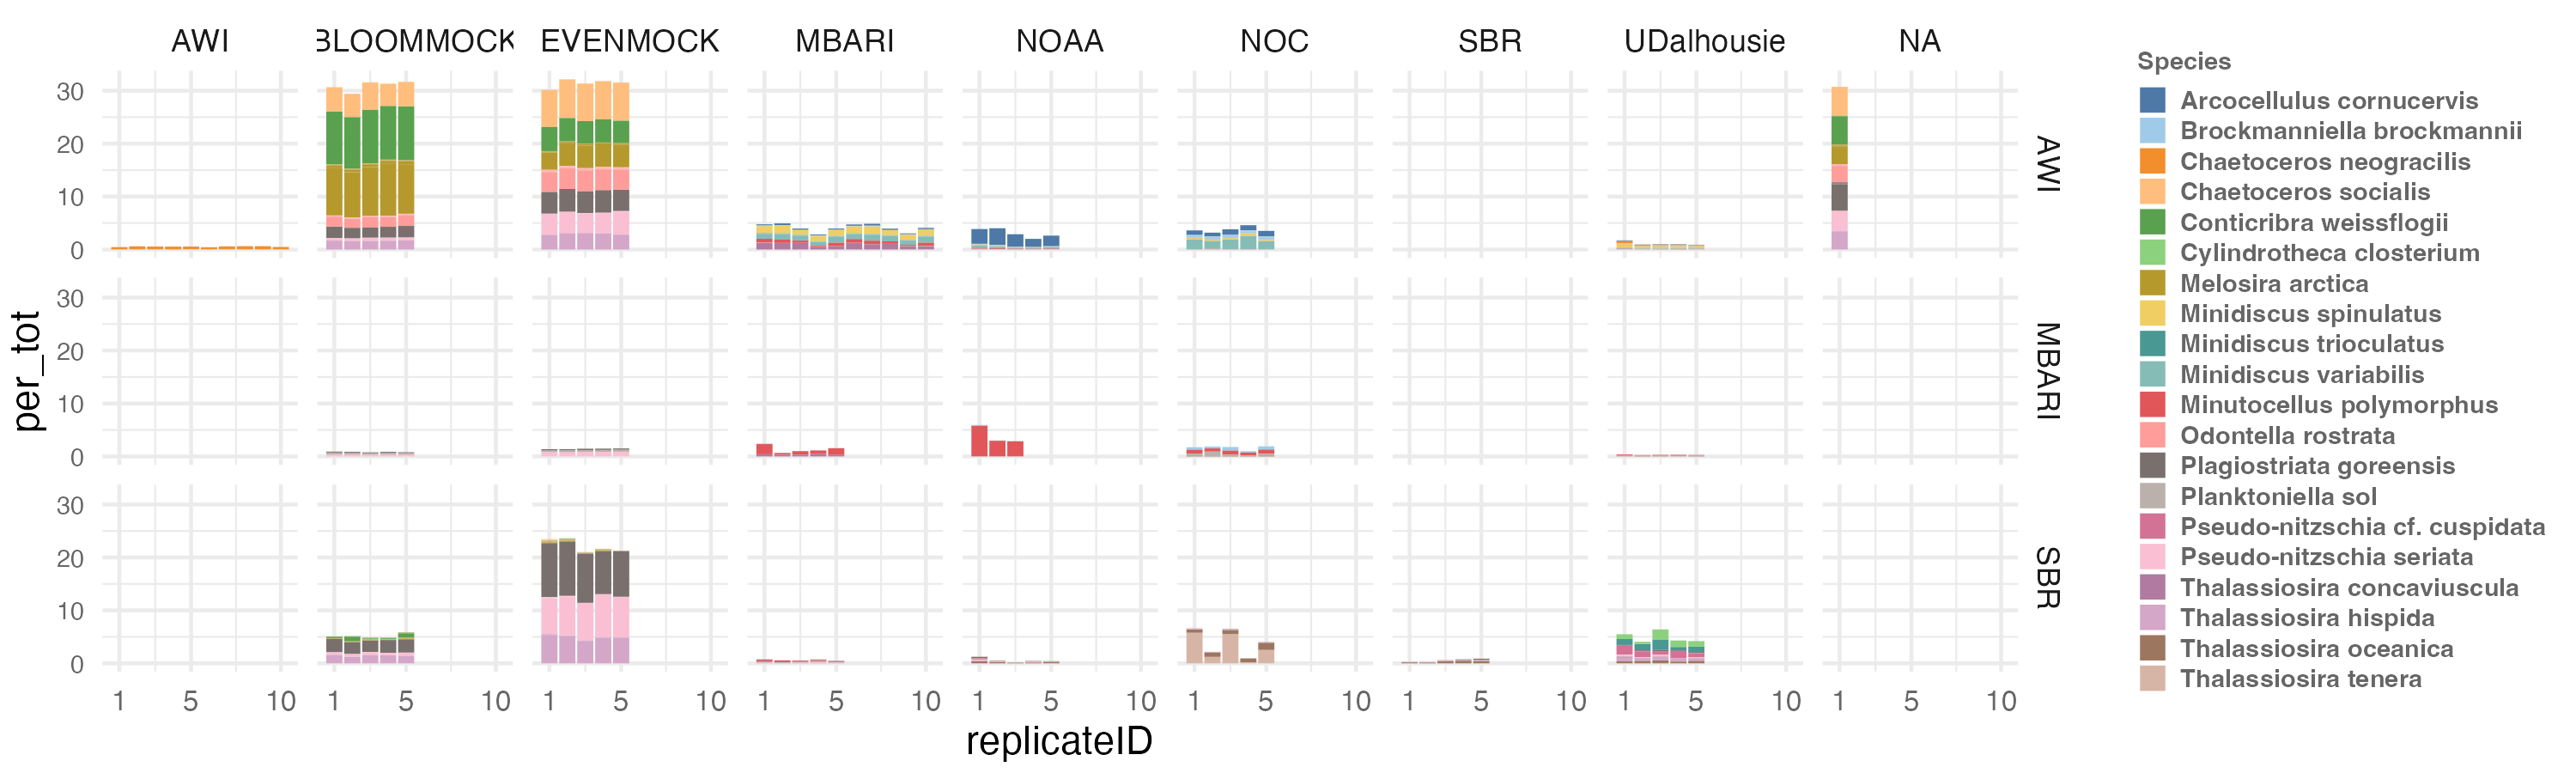 AWI BLOOMMOCK EVENMOCK MBARI NOAA NOC SBR UDalhousie NA
30
20
10
0
AWI
30
20
10
0
MBARI
30
20
10
0
SBR
per_tot
1 5 10 1 5 10 1 5 10 1 5 10 1 5 10 1 5 10 1 5 10 1 5 10 1 5 10
replicateID
Species
Arcocellulus cornucervis
Brockmanniella brockmannii
Chaetoceros neogracilis
Chaetoceros socialis
Conticribra weissflogii
Cylindrotheca closterium
Melosira arctica
Minidiscus spinulatus
Minidiscus trioculatus
Minidiscus variabilis
Minutocellus polymorphus
Odontella rostrata
Plagiostriata goreensis
Planktoniella sol
Pseudo-nitzschia cf. cuspidata
Pseudo-nitzschia seriata
Thalassiosira concaviuscula
Thalassiosira hispida
Thalassiosira oceanica
Thalassiosira tenera